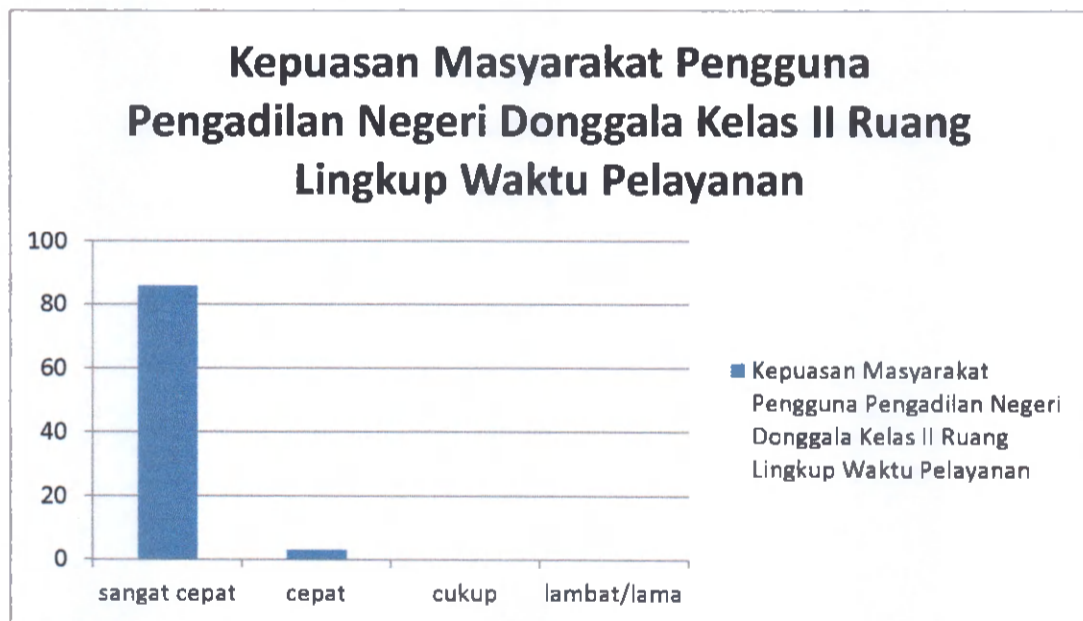 Kepuasan Masyarakat Pengguna
Pengadilan Negeri Donggala Kelas II Ruang
Lingkup Waktu Pelayanan
100
80
60
40
20
0
sangat cepat cepat cukup lambat/lama
Kepuasan Masyarakat
Pengguna Pengadilan Negeri
Donggala Kelas II Ruang
Lingkup Waktu Pelayanan